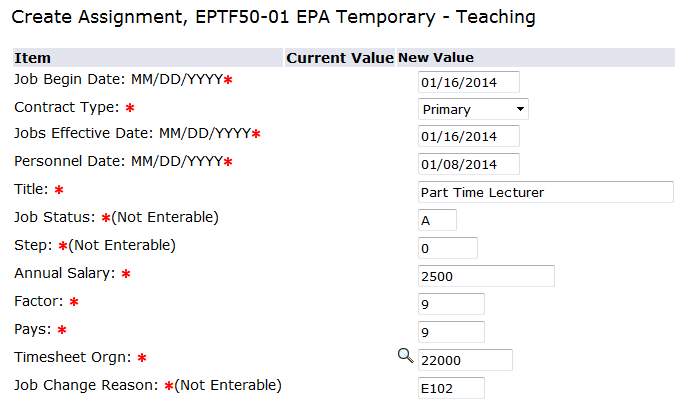 Create Assignment, EPTF50-01 EPA Temporary - Teaching
Item Current Value New Value
Job Begin Date: MM/DD/YYYY* 01/16/2014
Contract Type: * Primary
Jobs Effective Date: MM/DD/YYYY* 01/16/2014
Personnel Date: MM/DD/YYYY* 01/08/2014
Title: * Part Time Lecturer
Job Status: *(Not Enterable) A
Step: *(Not Enterable) 0
Annual Salary: * 2500
Factor: * 9
Pays: * 9
Timesheet Orgn: * 22000
Job Change Reason: *(Not Enterable) E102